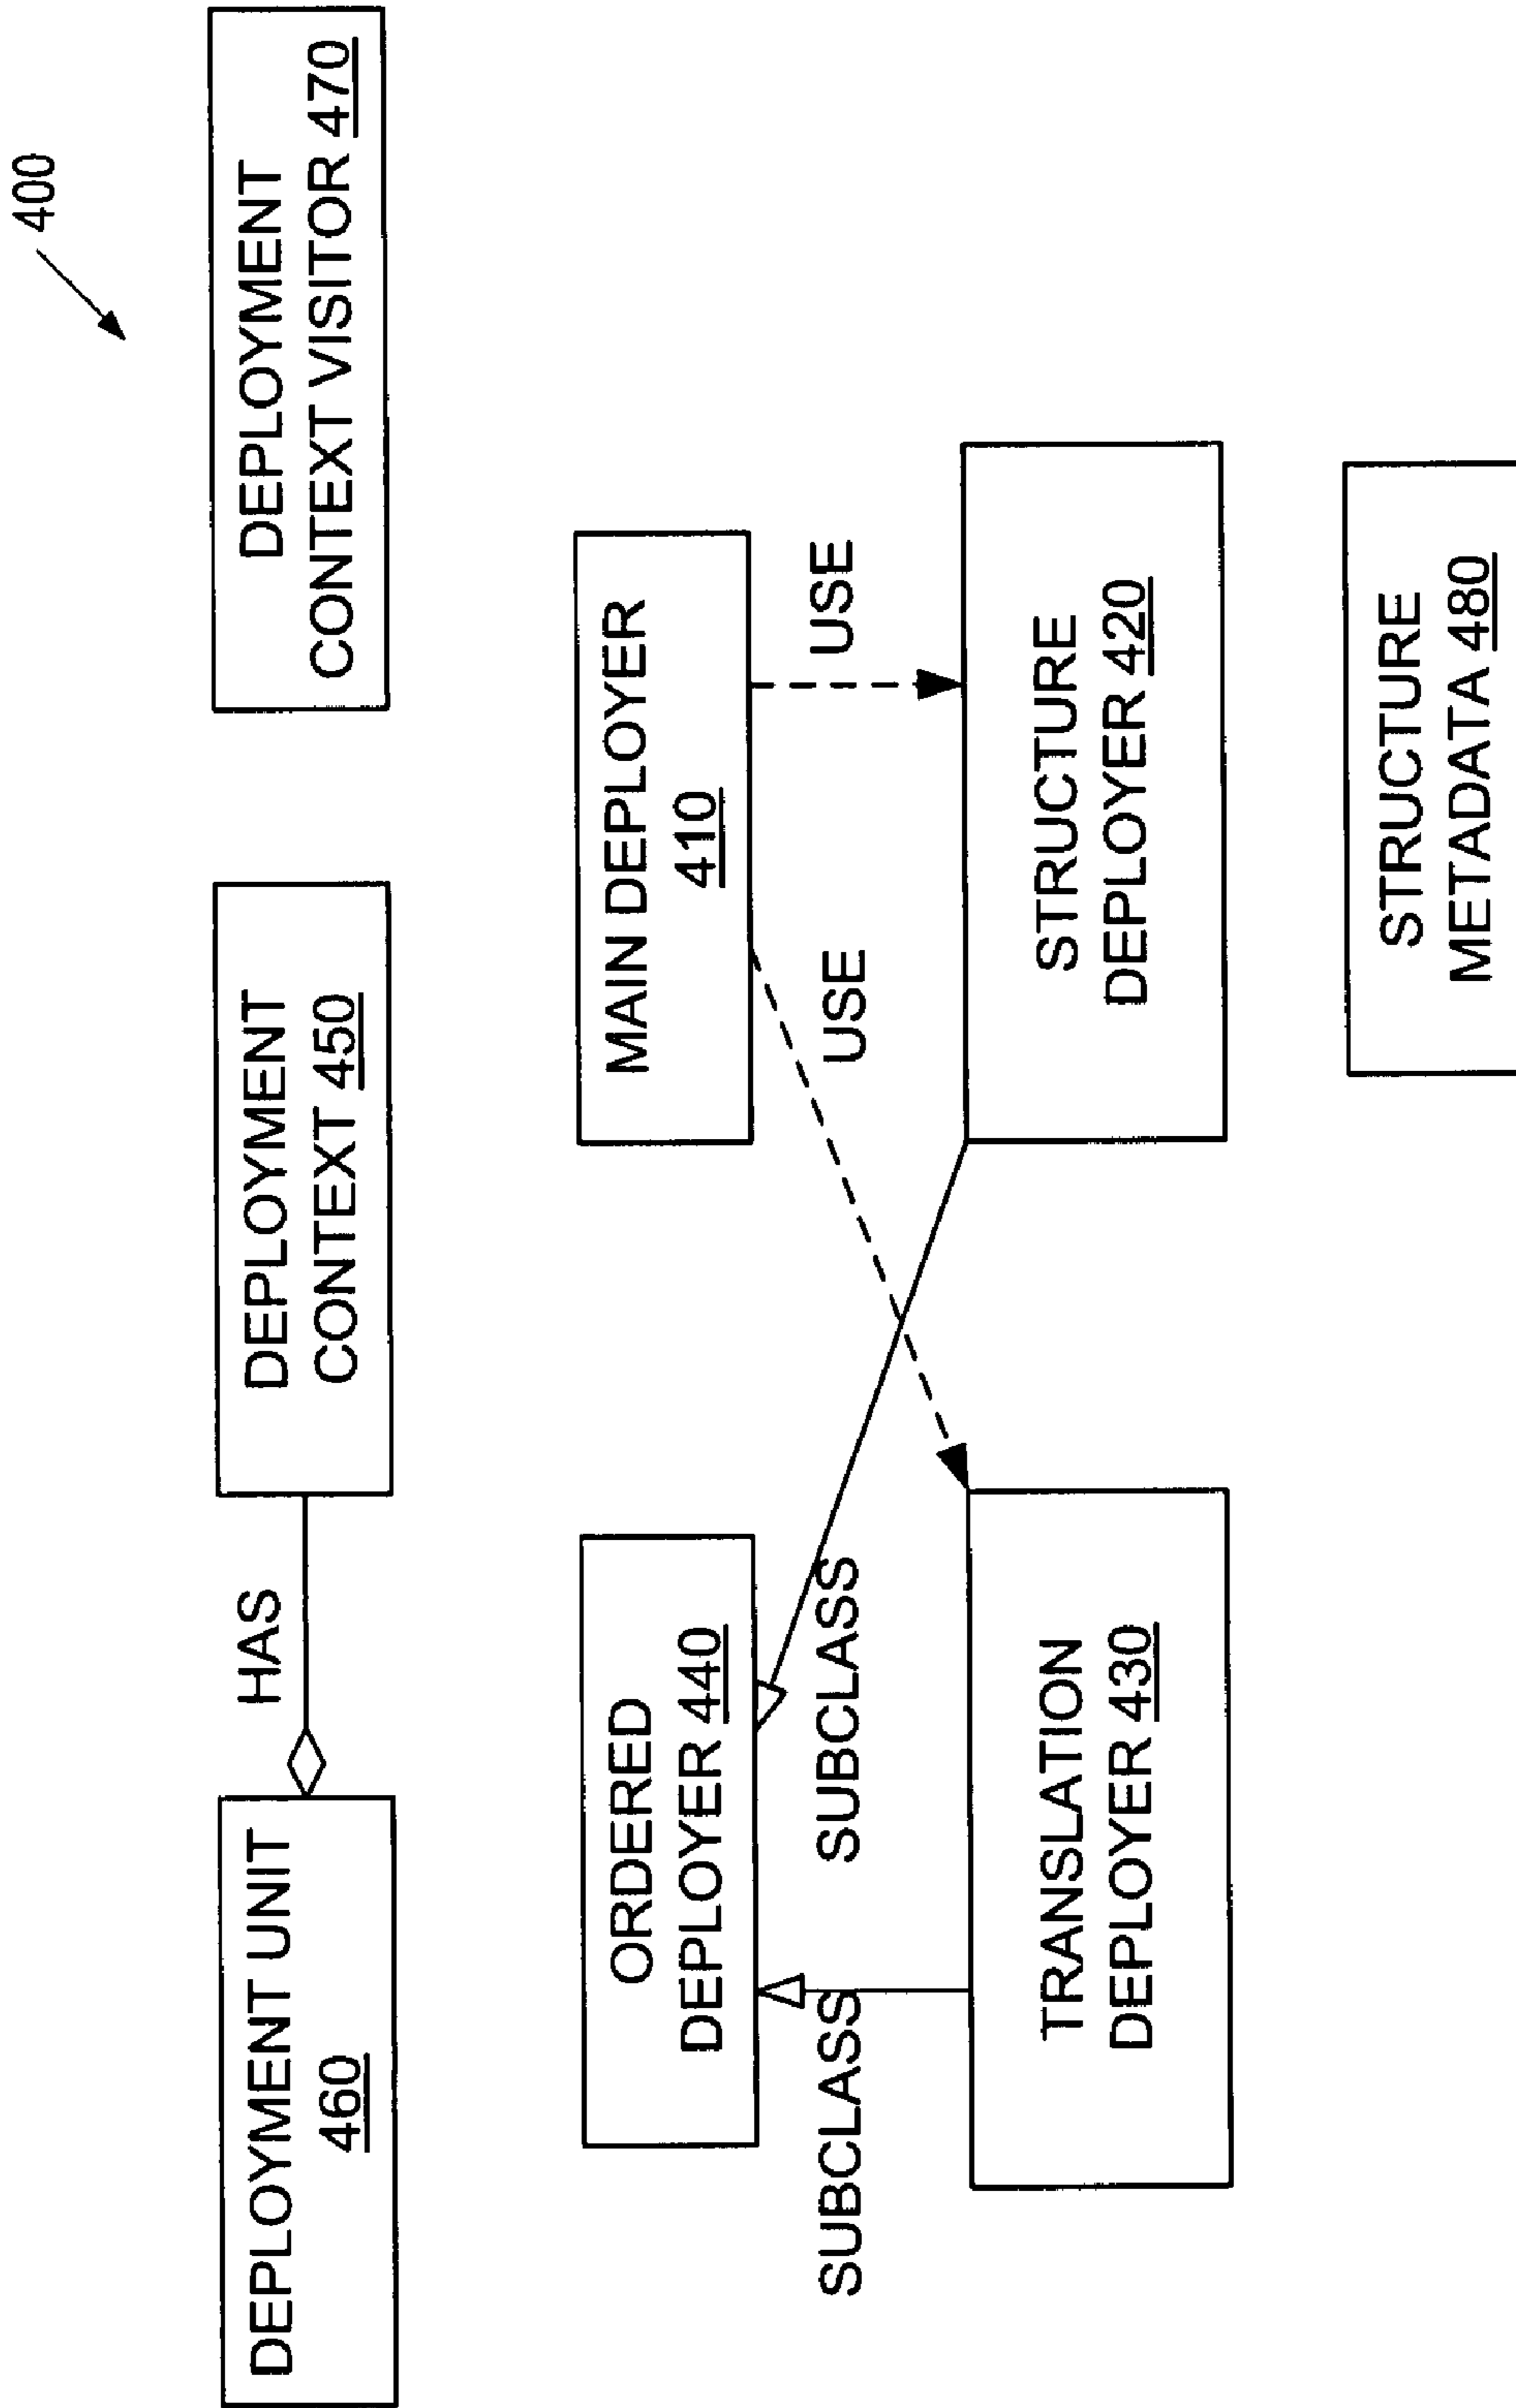 400
DEPLOYMENT UNIT
460
HAS
DEPLOYMENT
CONTEXT 450
DEPLOYMENT
CONTEXT VISITOR 470
ORDERED
DEPLOYER 440
MAIN DEPLOYER
410
SUBCLASS
SUBCLASS
USE
USE
TRANSLATION
DEPLOYER 430
STRUCTURE
DEPLOYER 420
STRUCTURE
METADATA 480